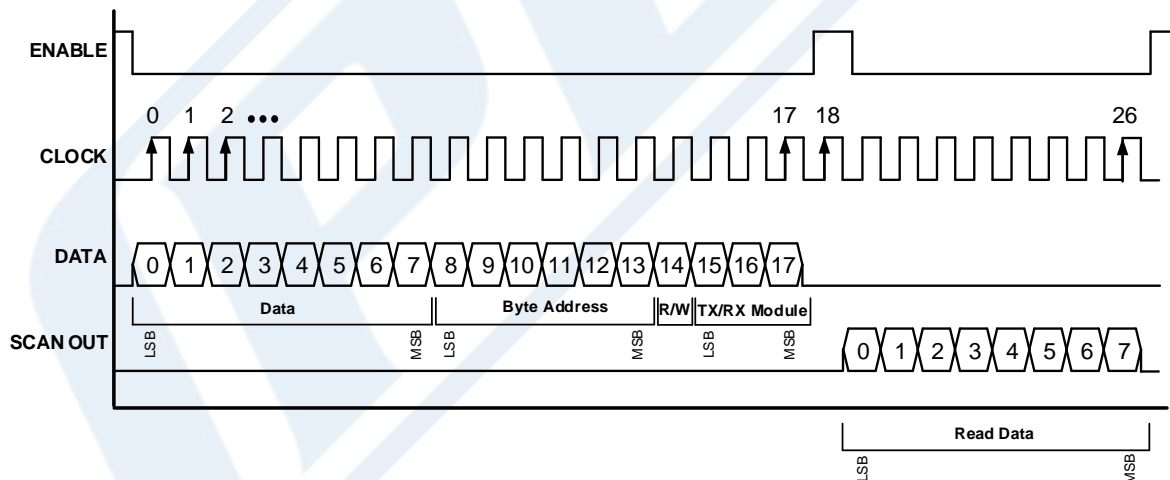 ENABLE
0 1 2 ••• 17 18 26
CLOCK
DATA
0 1 2 3 4 5 6 7 8 9 10 11 12 13 14 15 16 17
Data Byte Address R/W TX/RX Module
LSB MSB LSB MSB LSB MSB
SCAN OUT
0 1 2 3 4 5 6 7
Read Data
LSB MSB